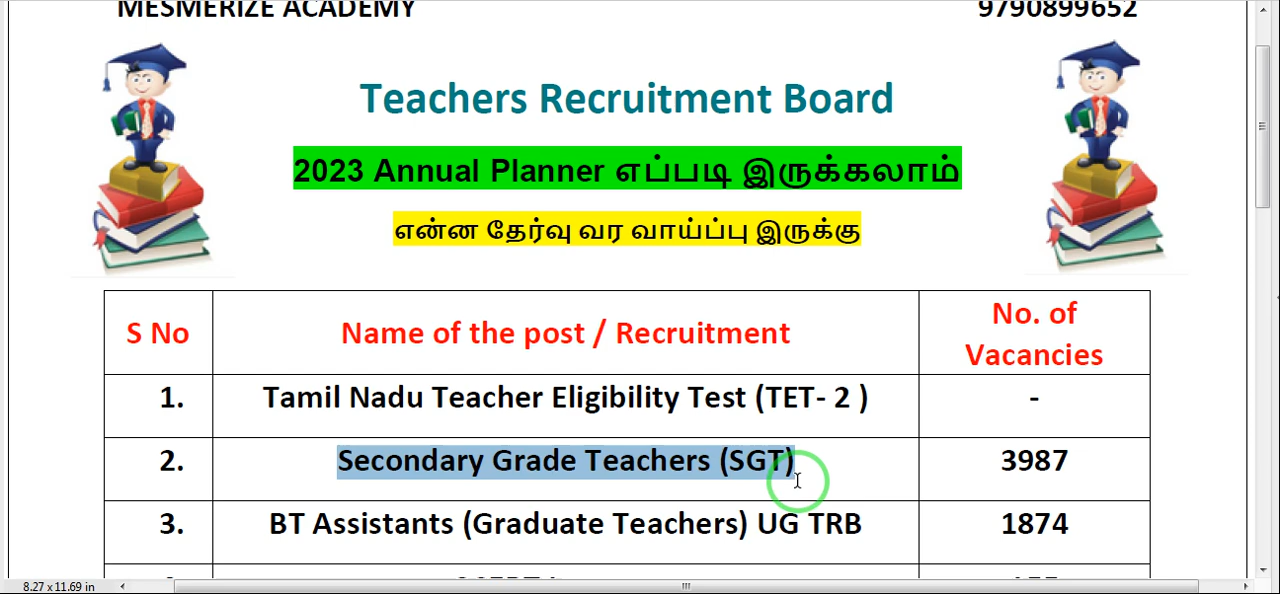 MESMERIZE ACADEMY 9790899652
Teachers Recruitment Board
2023 Annual Planner எப்படி இருக்கலாம்
என்ன தேர்வு வர வாய்ப்பு இருக்கு
S No Name of the post / Recruitment No. of Vacancies
1. Tamil Nadu Teacher Eligibility Test (TET- 2 ) -
2. Secondary Grade Teachers (SGT) 3987
3. BT Assistants (Graduate Teachers) UG TRB 1874
8.27 x 11.69 in